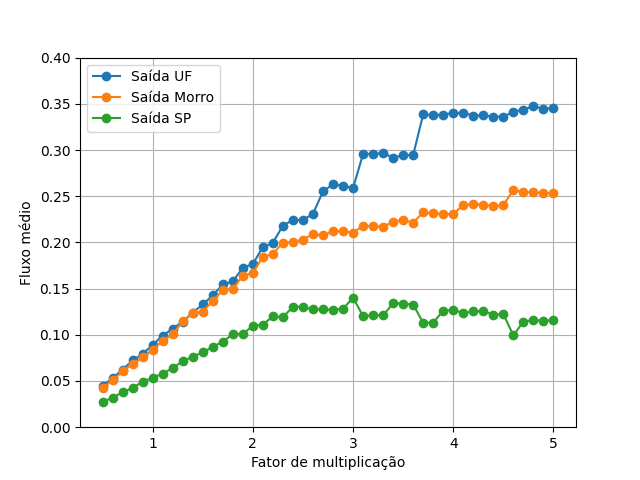 0.40
0.35
0.30
0.25
0.20
0.15
0.10
0.05
0.00
Fluxo médio
Saída UF
Saída Morro
Saída SP
1 2 3 4 5
Fator de multiplicação